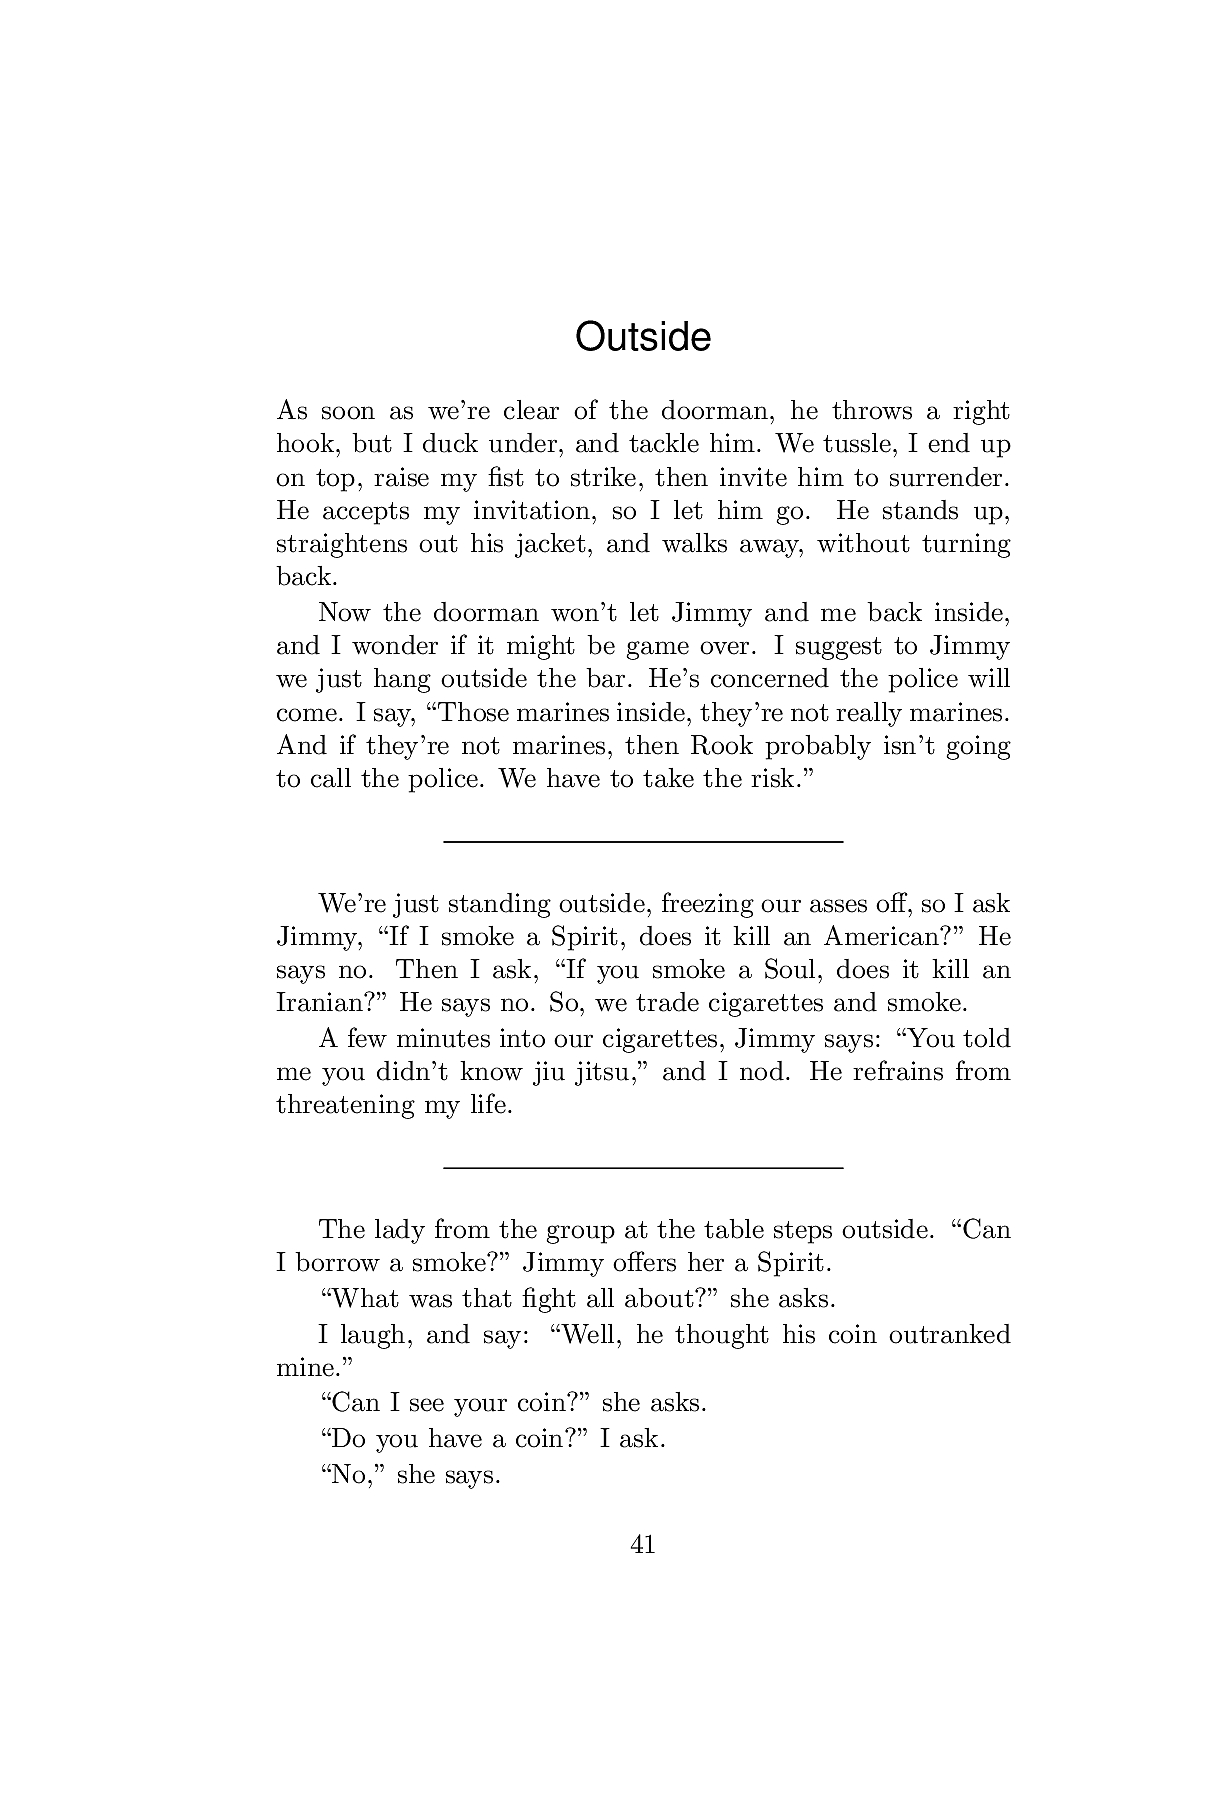 Outside
As soon as we’re clear of the doorman, he throws a right
hook, but I duck under, and tackle him. We tussle, I end up
on top, raise my fist to strike, then invite him to surrender.
He accepts my invitation, so I let him go. He stands up,
straightens out his jacket, and walks away, without turning
back.
Now the doorman won’t let Jimmy and me back inside,
and I wonder if it might be game over. I suggest to Jimmy
we just hang outside the bar. He’s concerned the police will
come. I say, “Those marines inside, they’re not really marines.
And if they’re not marines, then Rook probably isn’t going
to call the police. We have to take the risk.”
We’re just standing outside, freezing our asses off, so I ask
Jimmy, “If I smoke a Spirit, does it kill an American?” He
says no. Then I ask, “If you smoke a Soul, does it kill an
Iranian?” He says no. So, we trade cigarettes and smoke.
A few minutes into our cigarettes, Jimmy says: “You told
me you didn’t know jiu jitsu,” and I nod. He refrains from
threatening my life.
The lady from the group at the table steps outside. “Can
I borrow a smoke?” Jimmy offers her a Spirit.
“What was that fight all about?” she asks.
I laugh, and say: “Well, he thought his coin outranked
mine.”
“Can I see your coin?” she asks.
“Do you have a coin?” I ask.
“No,” she says.
41